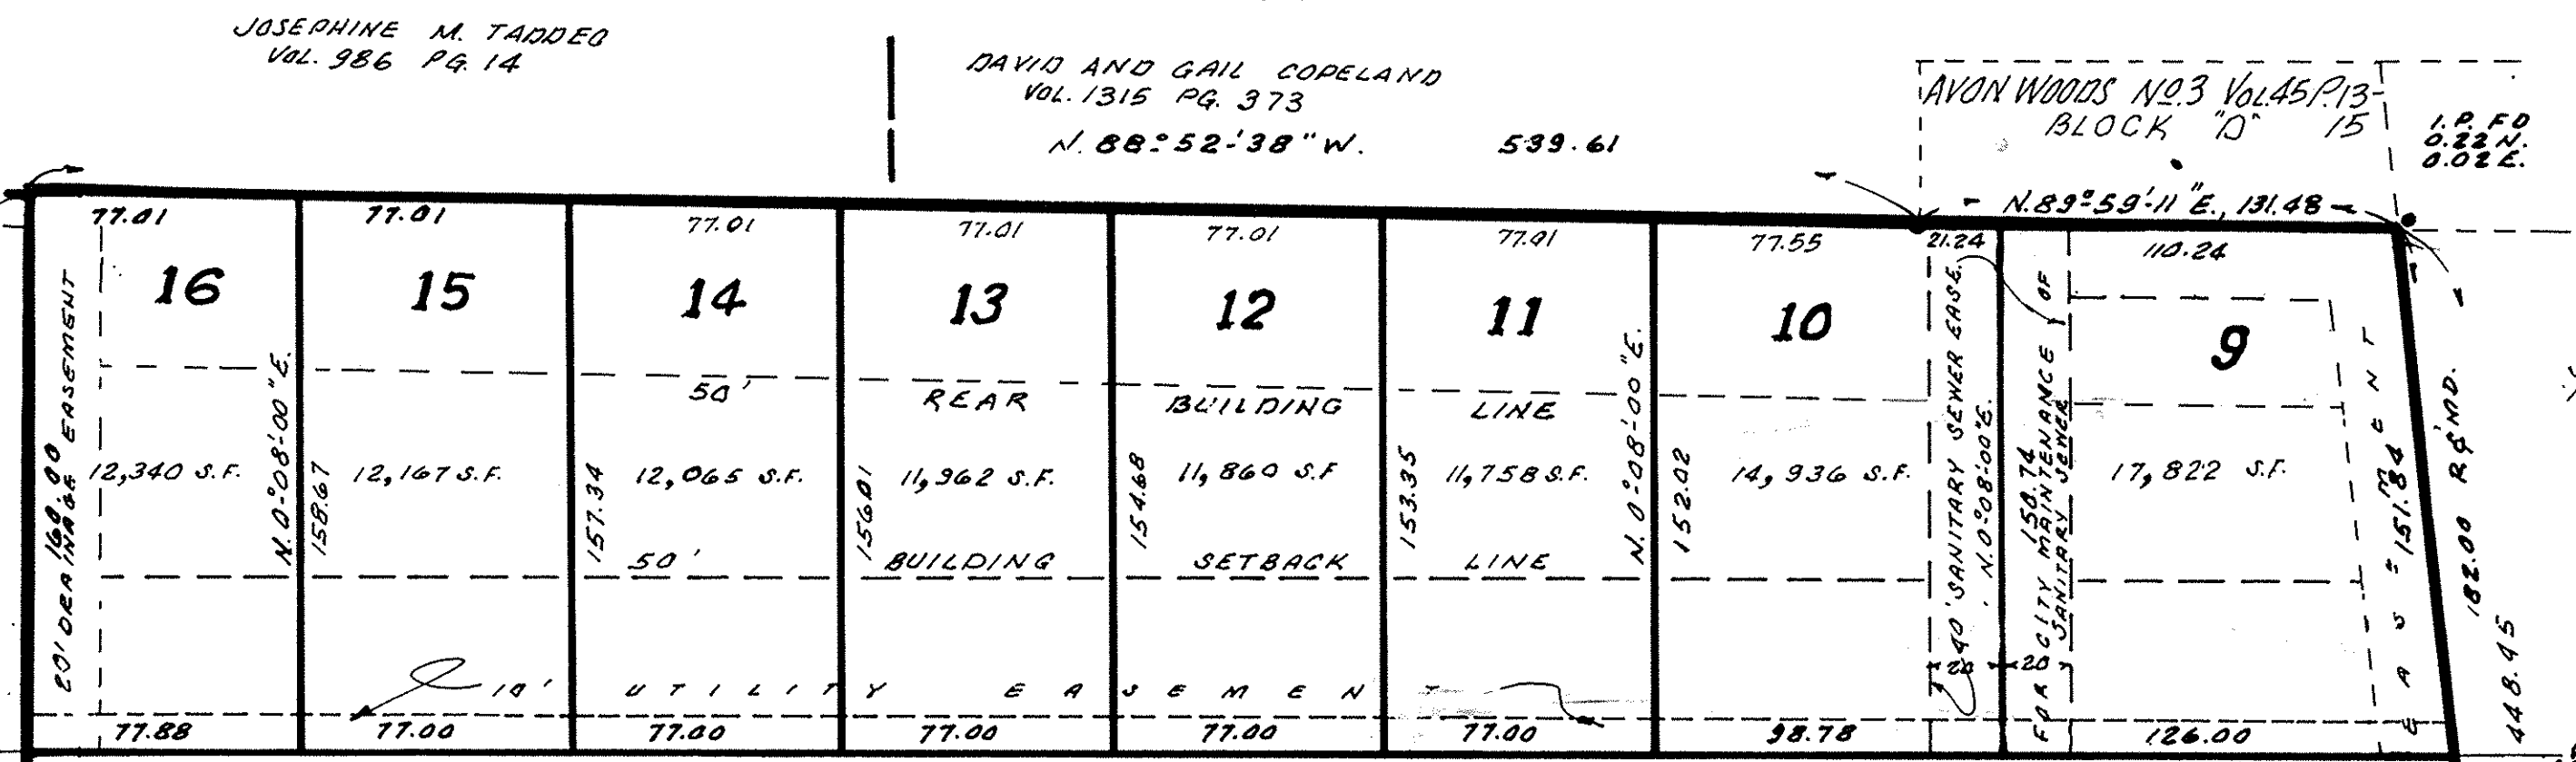 JOSEPHINE M. TADDEO
VOL. 986 PG. 14
DAVID AND GAIL COPELAND
VOL. 1315 PG. 373
N. 88°-52'-38" W. 539.61
AVON WOODS NO. 3 VOL. 45 P. 13-
BLOCK "D" 15
I.P. FD
0.22 N.
0.02 E.
N. 89°-59'-11" E., 131.48
77.01 77.01 77.01 77.01 77.01 77.01 77.55 21.24 110.24
16 15 14 13 12 11 10 9
50' REAR BUILDING LINE
12,340 S.F. 12,167 S.F. 12,065 S.F. 11,962 S.F. 11,860 S.F 11,758 S.F. 14,936 S.F. 17,822 S.F.
50' BUILDING SETBACK LINE
10' UTILITY EASEMENT
20 20
77.88 77.00 77.00 77.00 77.00 77.00 98.78 126.00
20' DRAINAGE EASEMENT
160.00
N. 0°-08'-00" E.
158.67
157.34
156.01
154.68
153.35
N. 0°-08'-00" E.
152.02
40' SANITARY SEWER EASE.
N. 0°-08'-00" E.
FOR CITY MAINTENANCE OF
150.74
SANITARY SEWER
EASEMENT
151.84
182.00 R&MD.
448.45